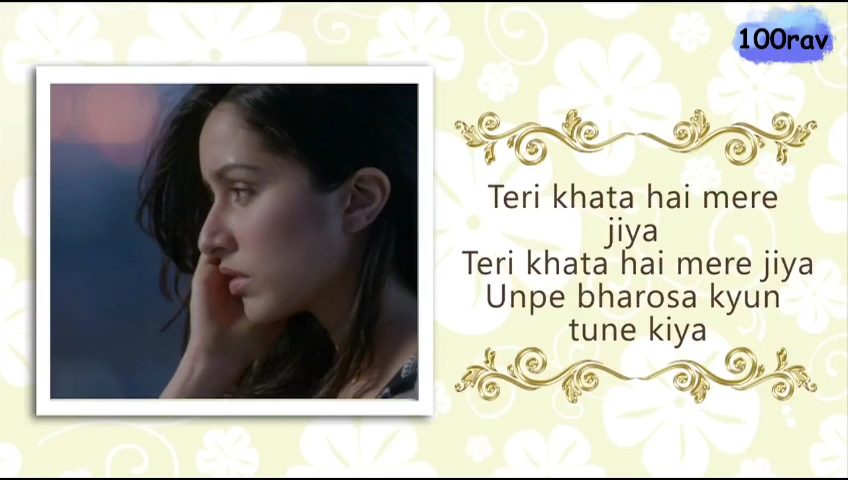 100rav
Teri khata hai mere
jiya
Teri khata hai mere jiya
Unpe bharosa kyun
tune kiya